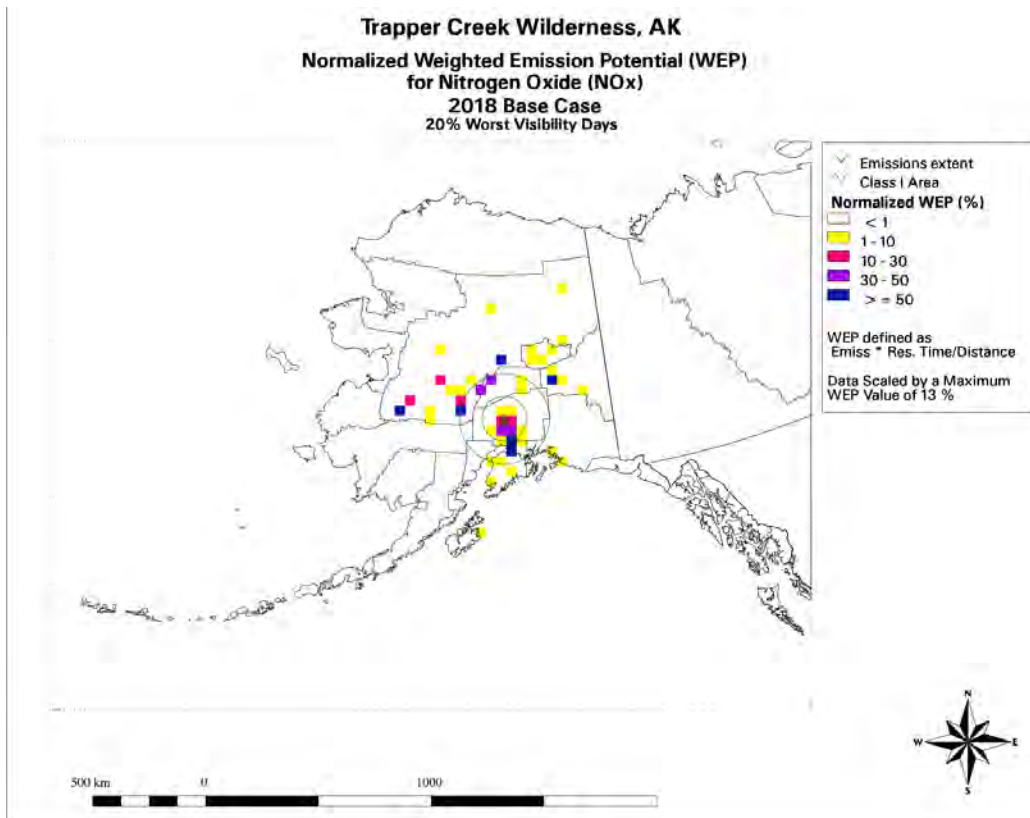 Trapper Creek Wilderness, AK
Normalized Weighted Emission Potential (WEP)
for Nitrogen Oxide (NOx)
2018 Base Case
20% Worst Visibility Days
Emissions extent
Class I Area
Normalized WEP (%)
< 1
1 - 10
10 - 30
30 - 50
> = 50
WEP defined as
Emiss * Res. Time/Distance
Data Scaled by a Maximum
WEP Value of 13 %
N
W E
S
500 km 0 1000